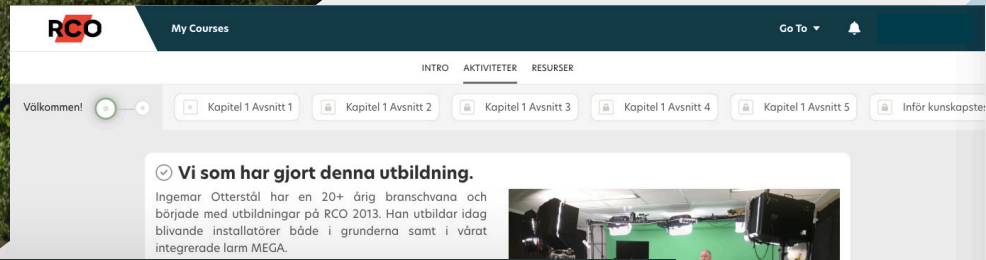 RCO
My Courses
Go To
INTRO AKTIVITETER RESURSER
Välkommen!
Kapitel 1 Avsnitt 1
Kapitel 1 Avsnitt 2
Kapitel 1 Avsnitt 3
Kapitel 1 Avsnitt 4
Kapitel 1 Avsnitt 5
Inför kunskapstes
Vi som har gjort denna utbildning.
Ingemar Otterstål har en 20+ årig branschvana och
började med utbildningar på RCO 2013. Han utbildar idag
blivande installatörer både i grunderna samt i vårat
integrerade larm MEGA.